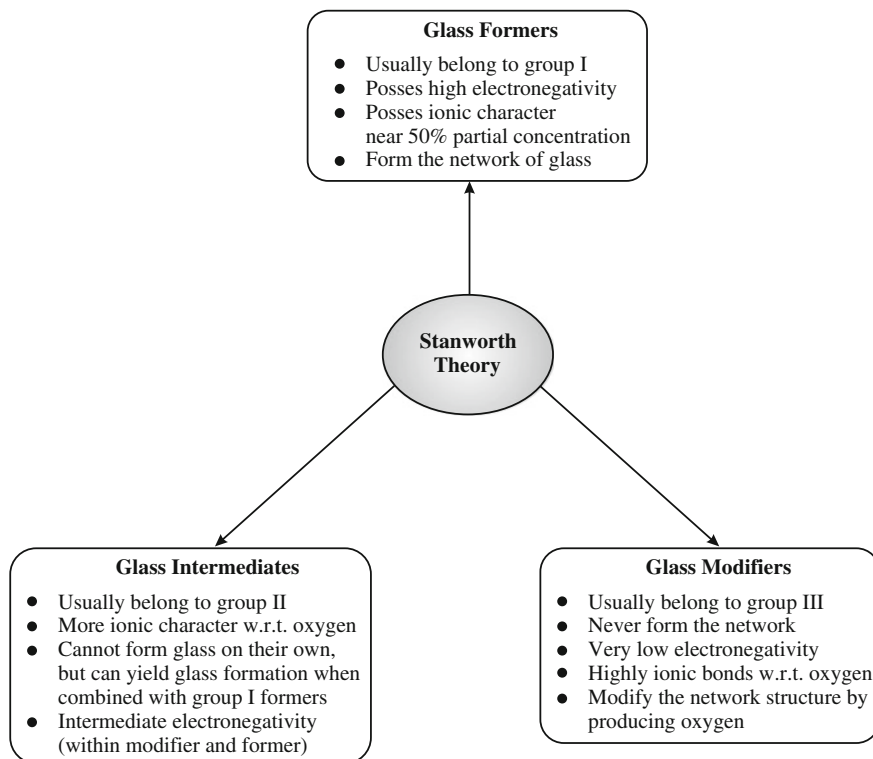 Glass Formers
● Usually belong to group I
● Posses high electronegativity
● Posses ionic character
near 50% partial concentration
● Form the network of glass
Stanworth
Theory
Glass Intermediates
● Usually belong to group II
● More ionic character w.r.t. oxygen
● Cannot form glass on their own,
but can yield glass formation when
combined with group I formers
● Intermediate electronegativity
(within modifier and former)
Glass Modifiers
● Usually belong to group III
● Never form the network
● Very low electronegativity
● Highly ionic bonds w.r.t. oxygen
● Modify the network structure by
producing oxygen